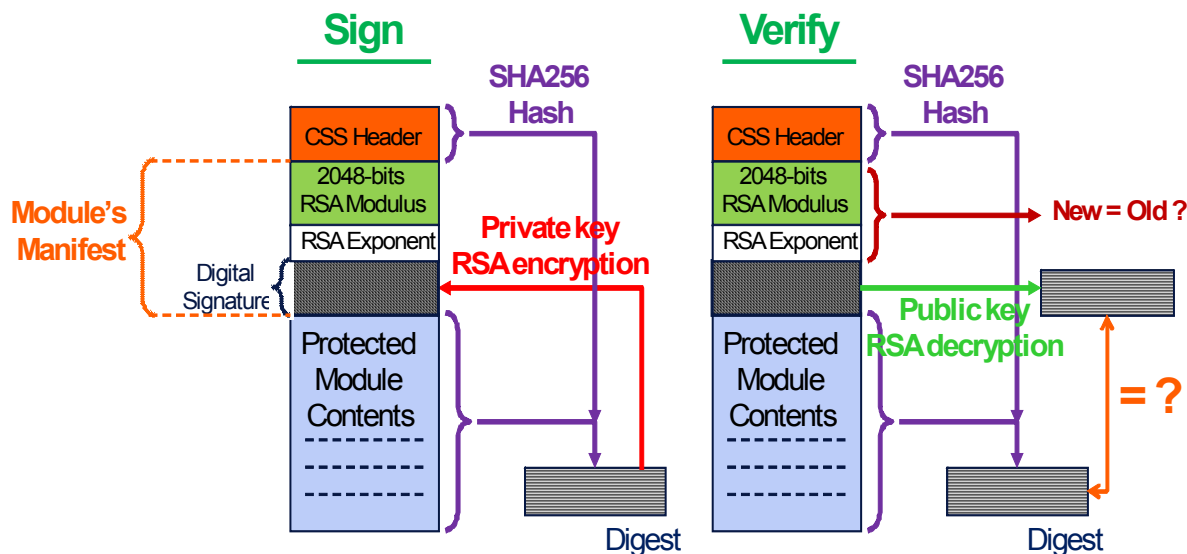 Sign
SHA256
Hash
CSS Header
2048-bits
RSA Modulus
RSA Exponent
Module's
Manifest
Digital
Signature
Private key
RSA encryption
Protected
Module
Contents
Digest
Verify
SHA256
Hash
CSS Header
2048-bits
RSA Modulus
RSA Exponent
New = Old ?
Public key
RSA decryption
Protected
Module
Contents
= ?
Digest